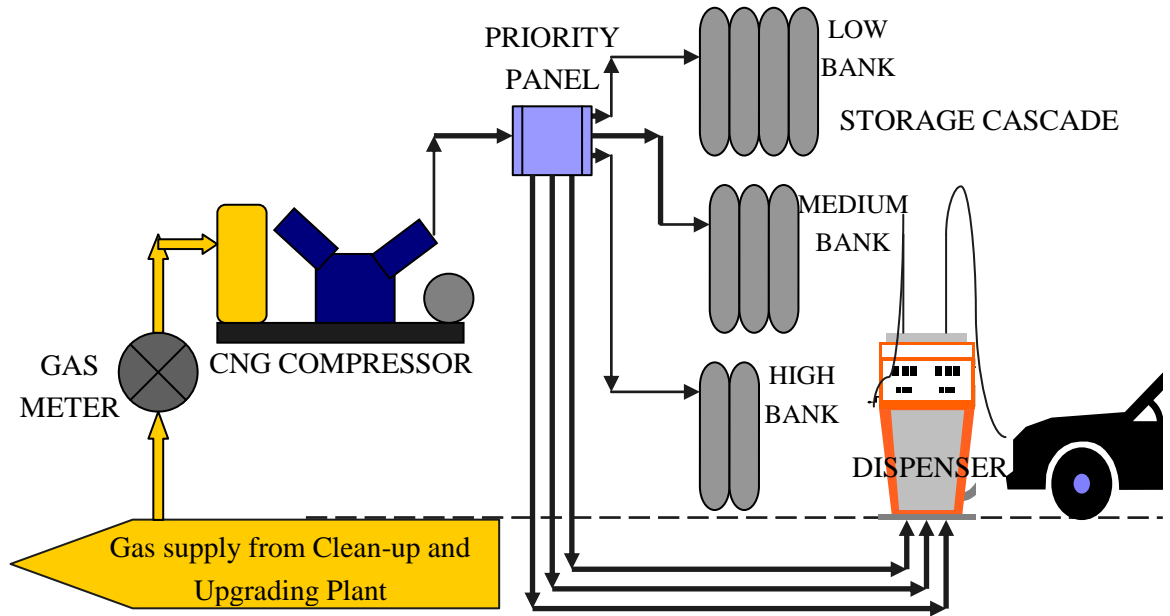 PRIORITY
PANEL
LOW
BANK
STORAGE CASCADE
MEDIUM
BANK
CNG COMPRESSOR
GAS
METER
HIGH
BANK
DISPENSER
Gas supply from Clean-up and
Upgrading Plant